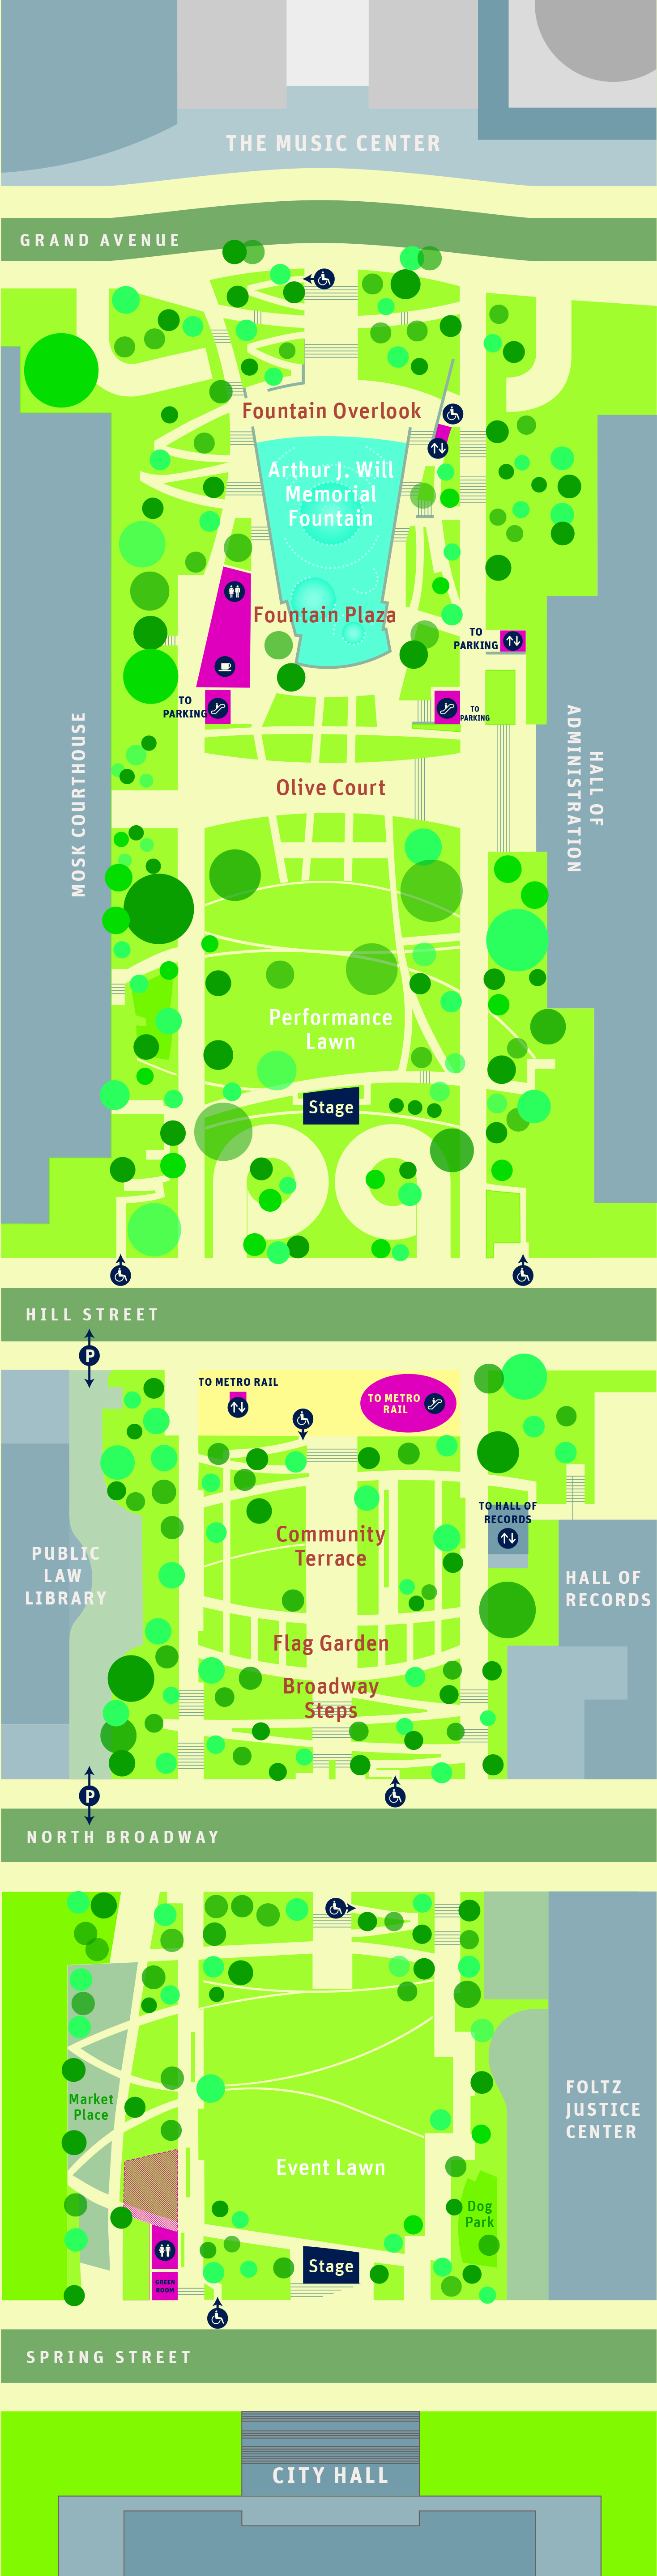 THE MUSIC CENTER
GRAND AVENUE
Fountain Overlook
Arthur J. Will
Memorial
Fountain
Fountain Plaza
TO
PARKING
TO
PARKING
TO
PARKING
MOSK COURTHOUSE
Olive Court
HALL OF
ADMINISTRATION
Performance
Lawn
Stage
HILL STREET
P
TO METRO RAIL
TO METRO
RAIL
TO HALL OF
RECORDS
Community
Terrace
PUBLIC
LAW
LIBRARY
HALL OF
RECORDS
Flag Garden
Broadway
Steps
P
NORTH BROADWAY
Market
Place
FOLTZ
JUSTICE
CENTER
Event Lawn
Dog
Park
Stage
GREEN
ROOM
SPRING STREET
CITY HALL